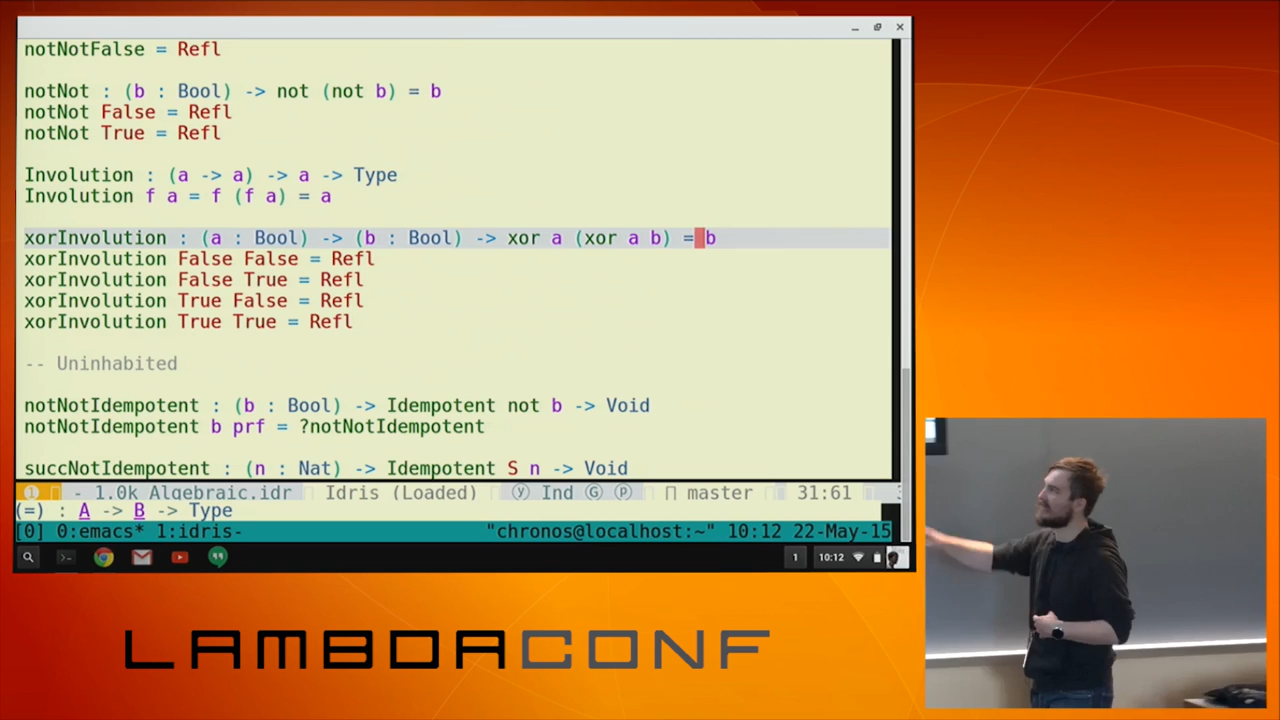 notNotFalse = Refl
notNot : (b : Bool) -> not (not b) = b
notNot False = Refl
notNot True = Refl
Involution : (a -> a) -> a -> Type
Involution f a = f (f a) = a
xorInvolution : (a : Bool) -> (b : Bool) -> xor a (xor a b) = b
xorInvolution False False = Refl
xorInvolution False True = Refl
xorInvolution True False = Refl
xorInvolution True True = Refl
-- Uninhabited
notNotIdempotent : (b : Bool) -> Idempotent not b -> Void
notNotIdempotent b prf = ?notNotIdempotent
succNotIdempotent : (n : Nat) -> Idempotent S n -> Void
1 - 1.0k Algebraic.idr Idris (Loaded) y Ind G p master 31:61
(=) : A -> B -> Type
[0] 0:emacs* 1:idris- "chronos@localhost:~" 10:12 22-May-15
1 10:12
LAMBDACONF